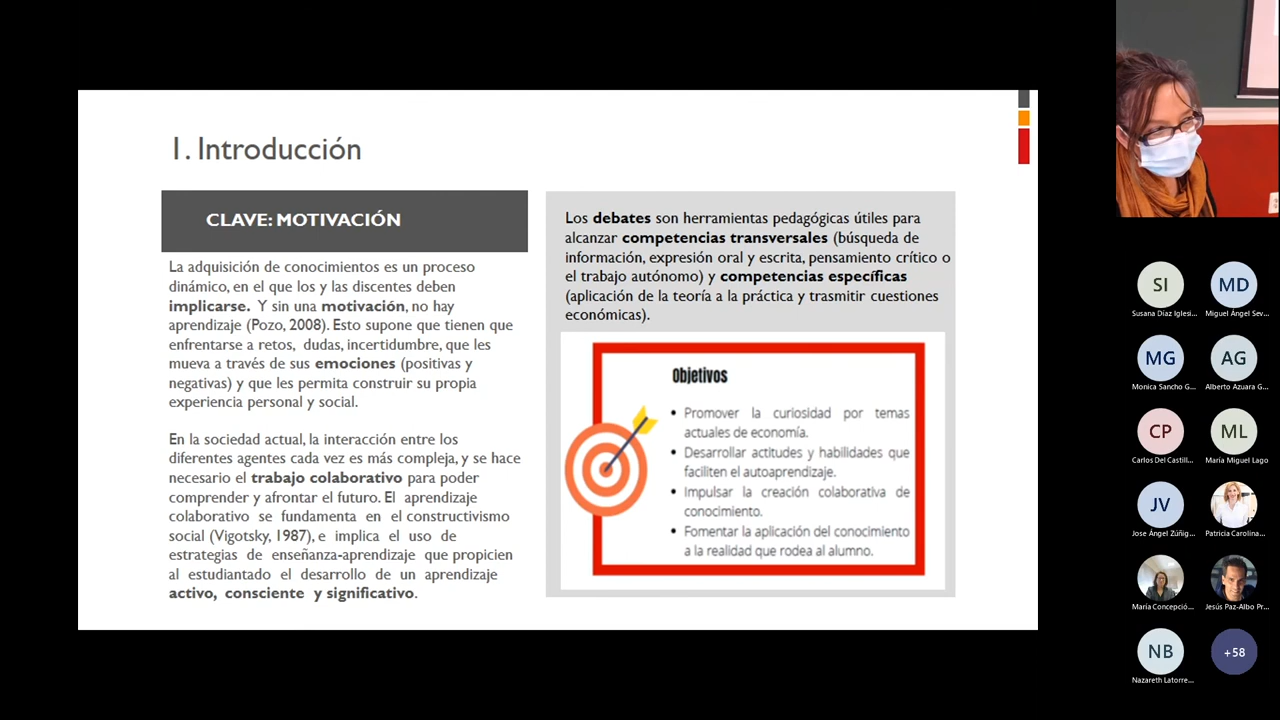 1. Introducción
CLAVE: MOTIVACIÓN
La adquisición de conocimientos es un proceso
dinámico, en el que los y las discentes deben
implicarse. Y sin una motivación, no hay
aprendizaje (Pozo, 2008). Esto supone que tienen que
enfrentarse a retos, dudas, incertidumbre, que les
mueva a través de sus emociones (positivas y
negativas) y que les permita construir su propia
experiencia personal y social.
En la sociedad actual, la interacción entre los
diferentes agentes cada vez es más compleja, y se hace
necesario el trabajo colaborativo para poder
comprender y afrontar el futuro. El aprendizaje
colaborativo se fundamenta en el constructivismo
social (Vigotsky, 1987), e implica el uso de
estrategias de enseñanza-aprendizaje que propicien
al estudiantado el desarrollo de un aprendizaje
activo, consciente y significativo.
Los debates son herramientas pedagógicas útiles para
alcanzar competencias transversales (búsqueda de
información, expresión oral y escrita, pensamiento crítico o
el trabajo autónomo) y competencias específicas
(aplicación de la teoría a la práctica y trasmitir cuestiones
económicas).
Objetivos
• Promover la curiosidad por temas
actuales de economía.
• Desarrollar actitudes y habilidades que
faciliten el autoaprendizaje.
• Impulsar la creación colaborativa de
conocimiento.
• Fomentar la aplicación del conocimiento
a la realidad que rodea al alumno.
SI
Susana Díaz Iglesi...
MD
Miguel Ángel Sev...
MG
Monica Sancho G...
AG
Alberto Azuara G...
CP
Carlos Del Castill...
ML
María Miguel Lago
JV
Jose Ángel Zúñig...
Patricia Carolina...
María Concepció...
Jesús Paz-Albo Pr...
NB
Nazareth Latorre...
+58